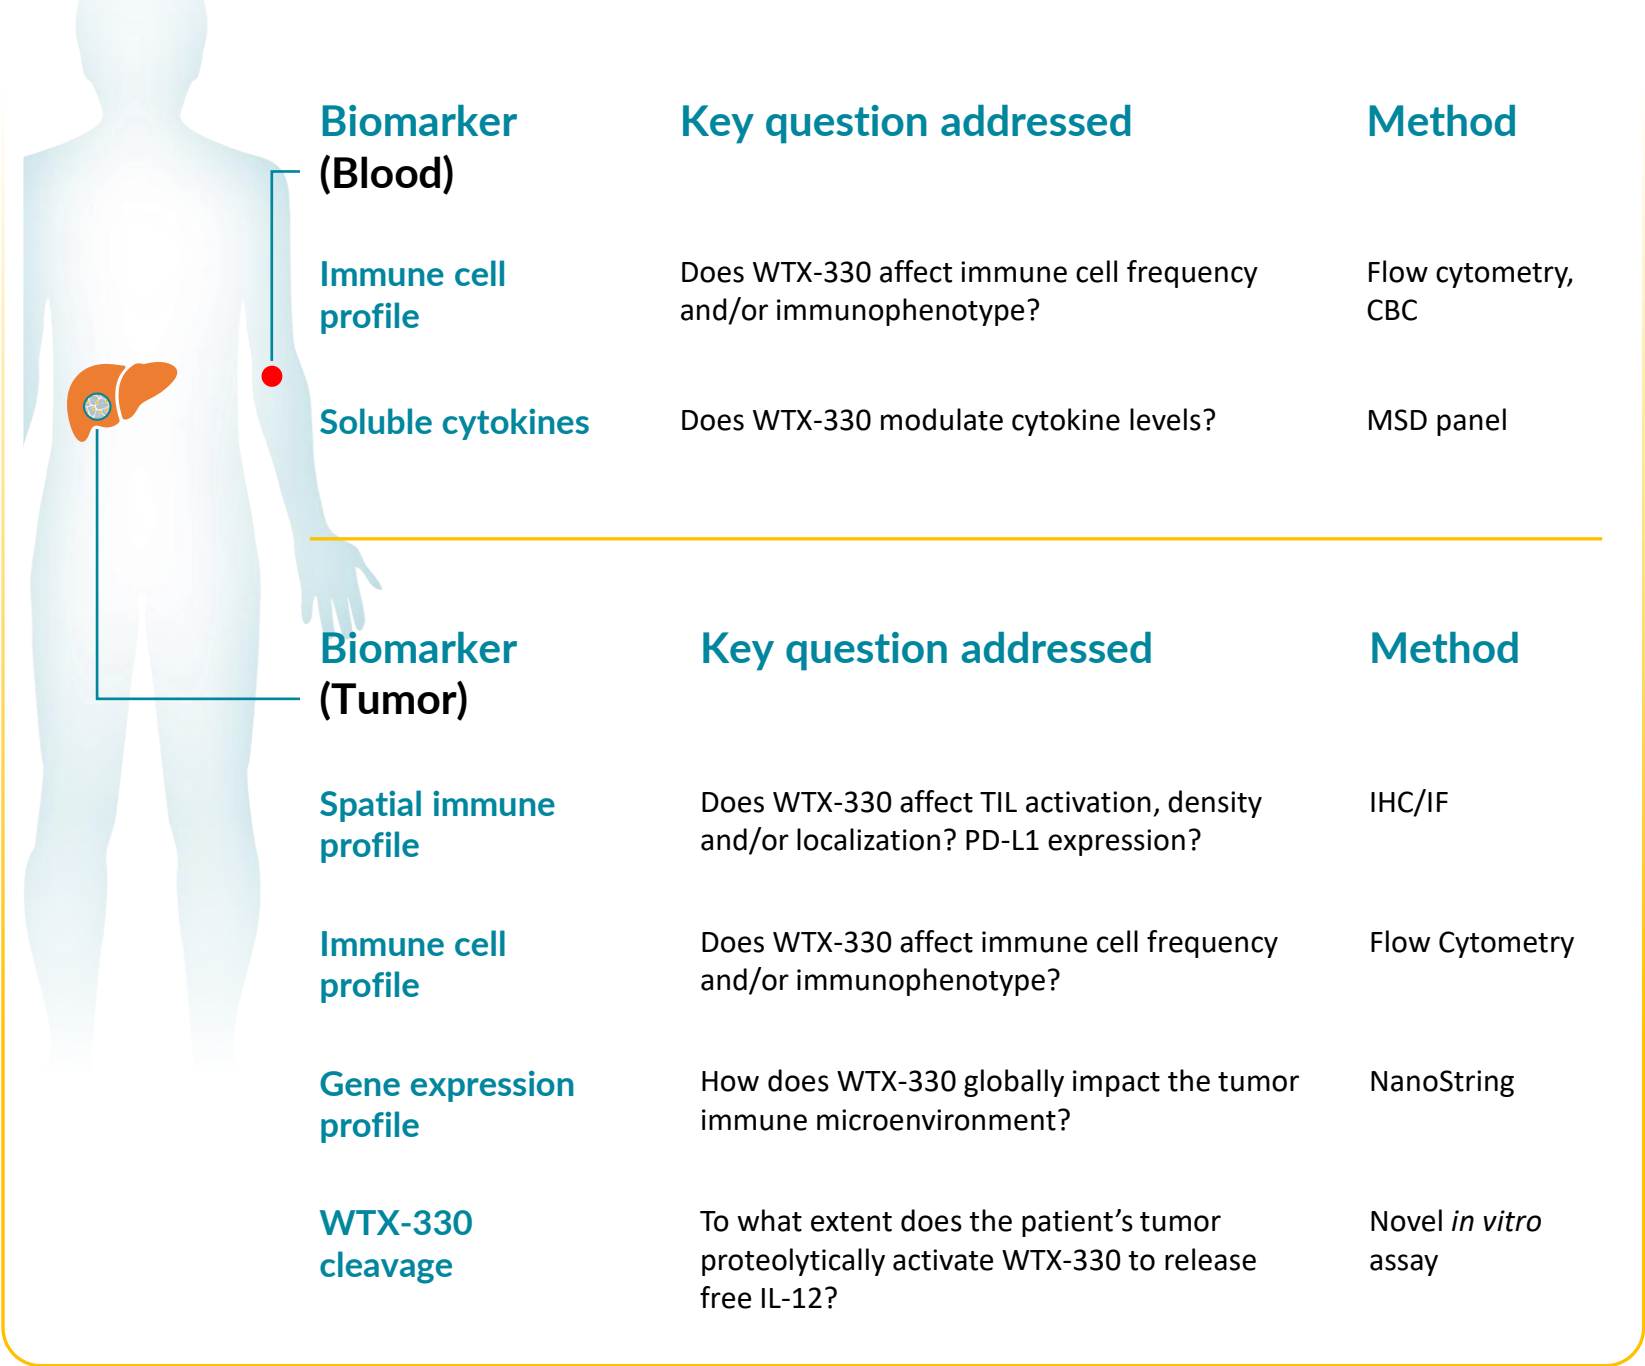 Biomarker Key question addressed Method
(Blood)
Immune cell Does WTX-330 affect immune cell frequency Flow cytometry,
profile and/or immunophenotype? CBC
Soluble cytokines Does WTX-330 modulate cytokine levels? MSD panel
Biomarker Key question addressed Method
(Tumor)
Spatial immune Does WTX-330 affect TIL activation, density IHC/IF
profile and/or localization? PD-L1 expression?
Immune cell Does WTX-330 affect immune cell frequency Flow Cytometry
profile and/or immunophenotype?
Gene expression How does WTX-330 globally impact the tumor NanoString
profile immune microenvironment?
WTX-330 To what extent does the patient’s tumor Novel in vitro
cleavage proteolytically activate WTX-330 to release assay
free IL-12?